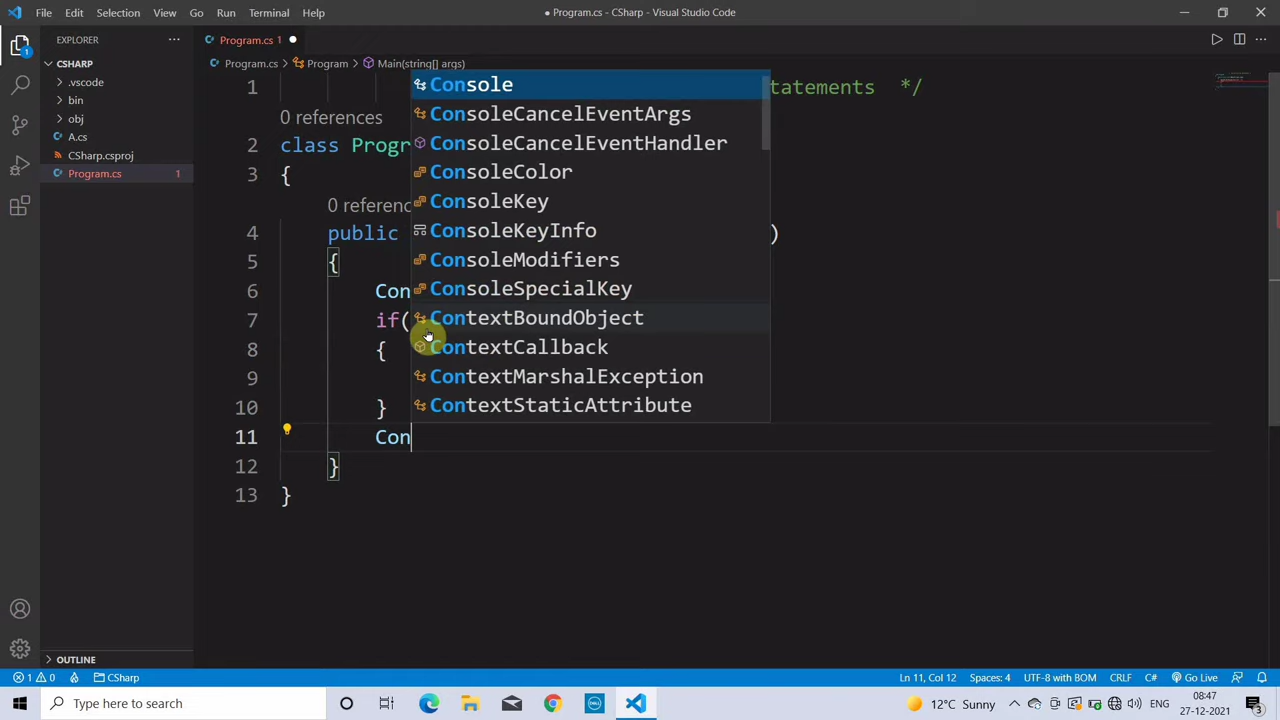 File Edit Selection View Go Run Terminal Help
● Program.cs - CSharp - Visual Studio Code
EXPLORER
CSHARP
.vscode
bin
obj
A.cs
CSharp.csproj
Program.cs 1
OUTLINE
Program.cs 1
Program.cs > Program > Main(string[] args)
1 tatements */
0 references
2 class Progr
3 {
0 referenc
4 public )
5 {
6 Con
7 if(
8 {
9
10 }
11 Con
12 }
13 }
Console
ConsoleCancelEventArgs
ConsoleCancelEventHandler
ConsoleColor
ConsoleKey
ConsoleKeyInfo
ConsoleModifiers
ConsoleSpecialKey
ContextBoundObject
ContextCallback
ContextMarshalException
ContextStaticAttribute
1 0 CSharp Ln 11, Col 12 Spaces: 4 UTF-8 with BOM CRLF C# Go Live
Type here to search
DELL
12°C Sunny ENG 08:47
27-12-2021
3